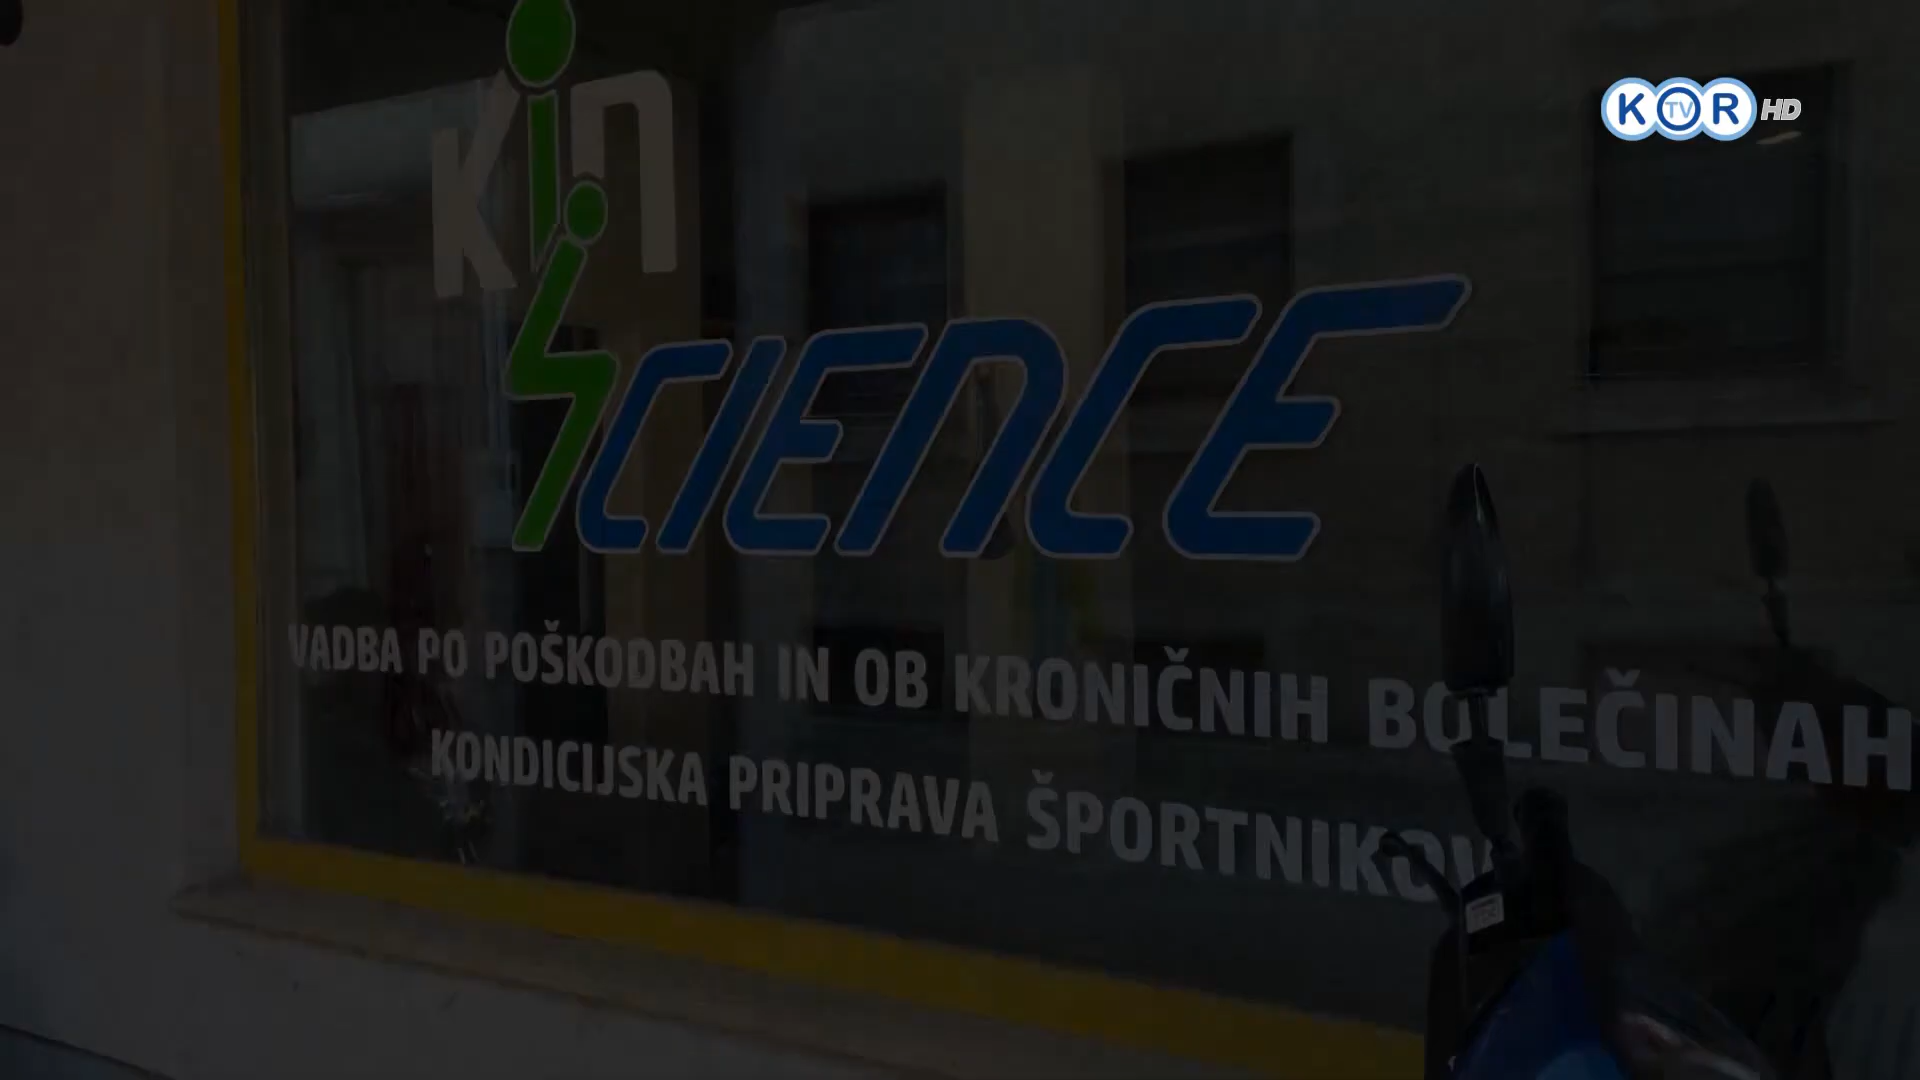 KOR TV HD
Kin
SCIENCE
VADBA PO POŠKODBAH IN OB KRONIČNIH BOLEČINAH
KONDICIJSKA PRIPRAVA ŠPORTNIKOV